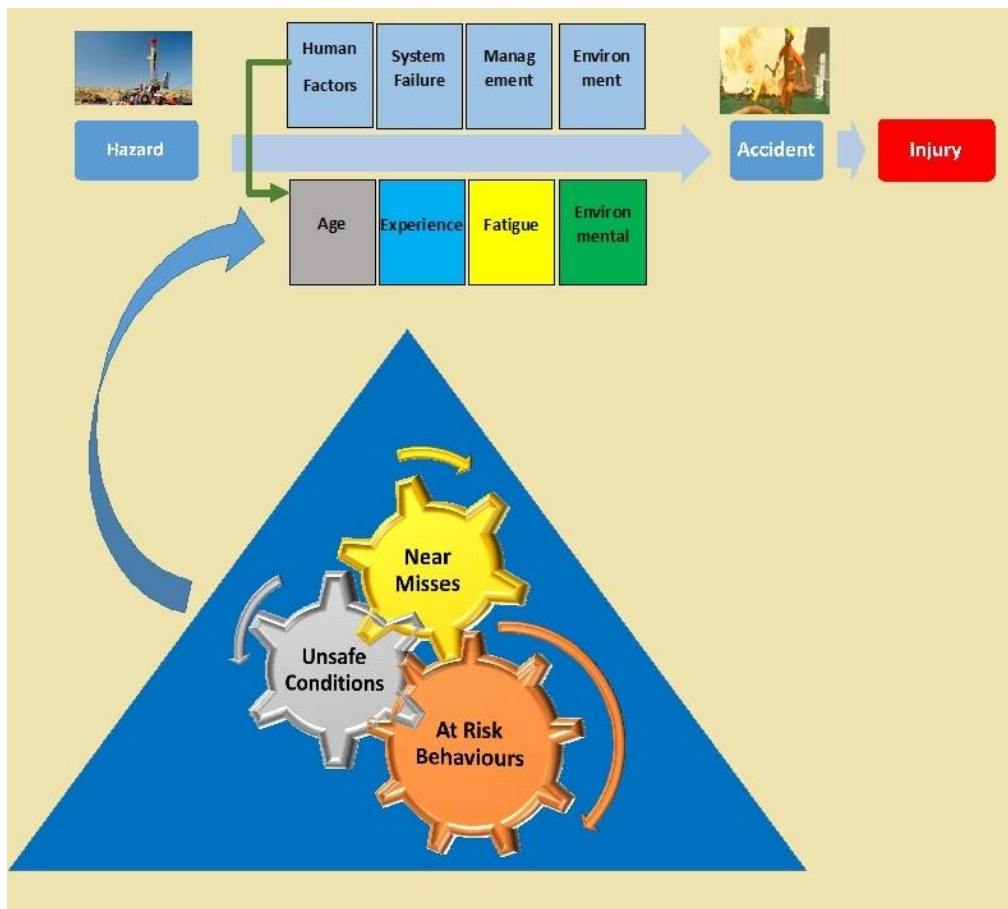 Human
Factors
System
Failure
Manag
ement
Environ
ment
Hazard
Accident
Injury
Age
Experience
Fatigue
Environ
mental
Near
Misses
Unsafe
Conditions
At Risk
Behaviours